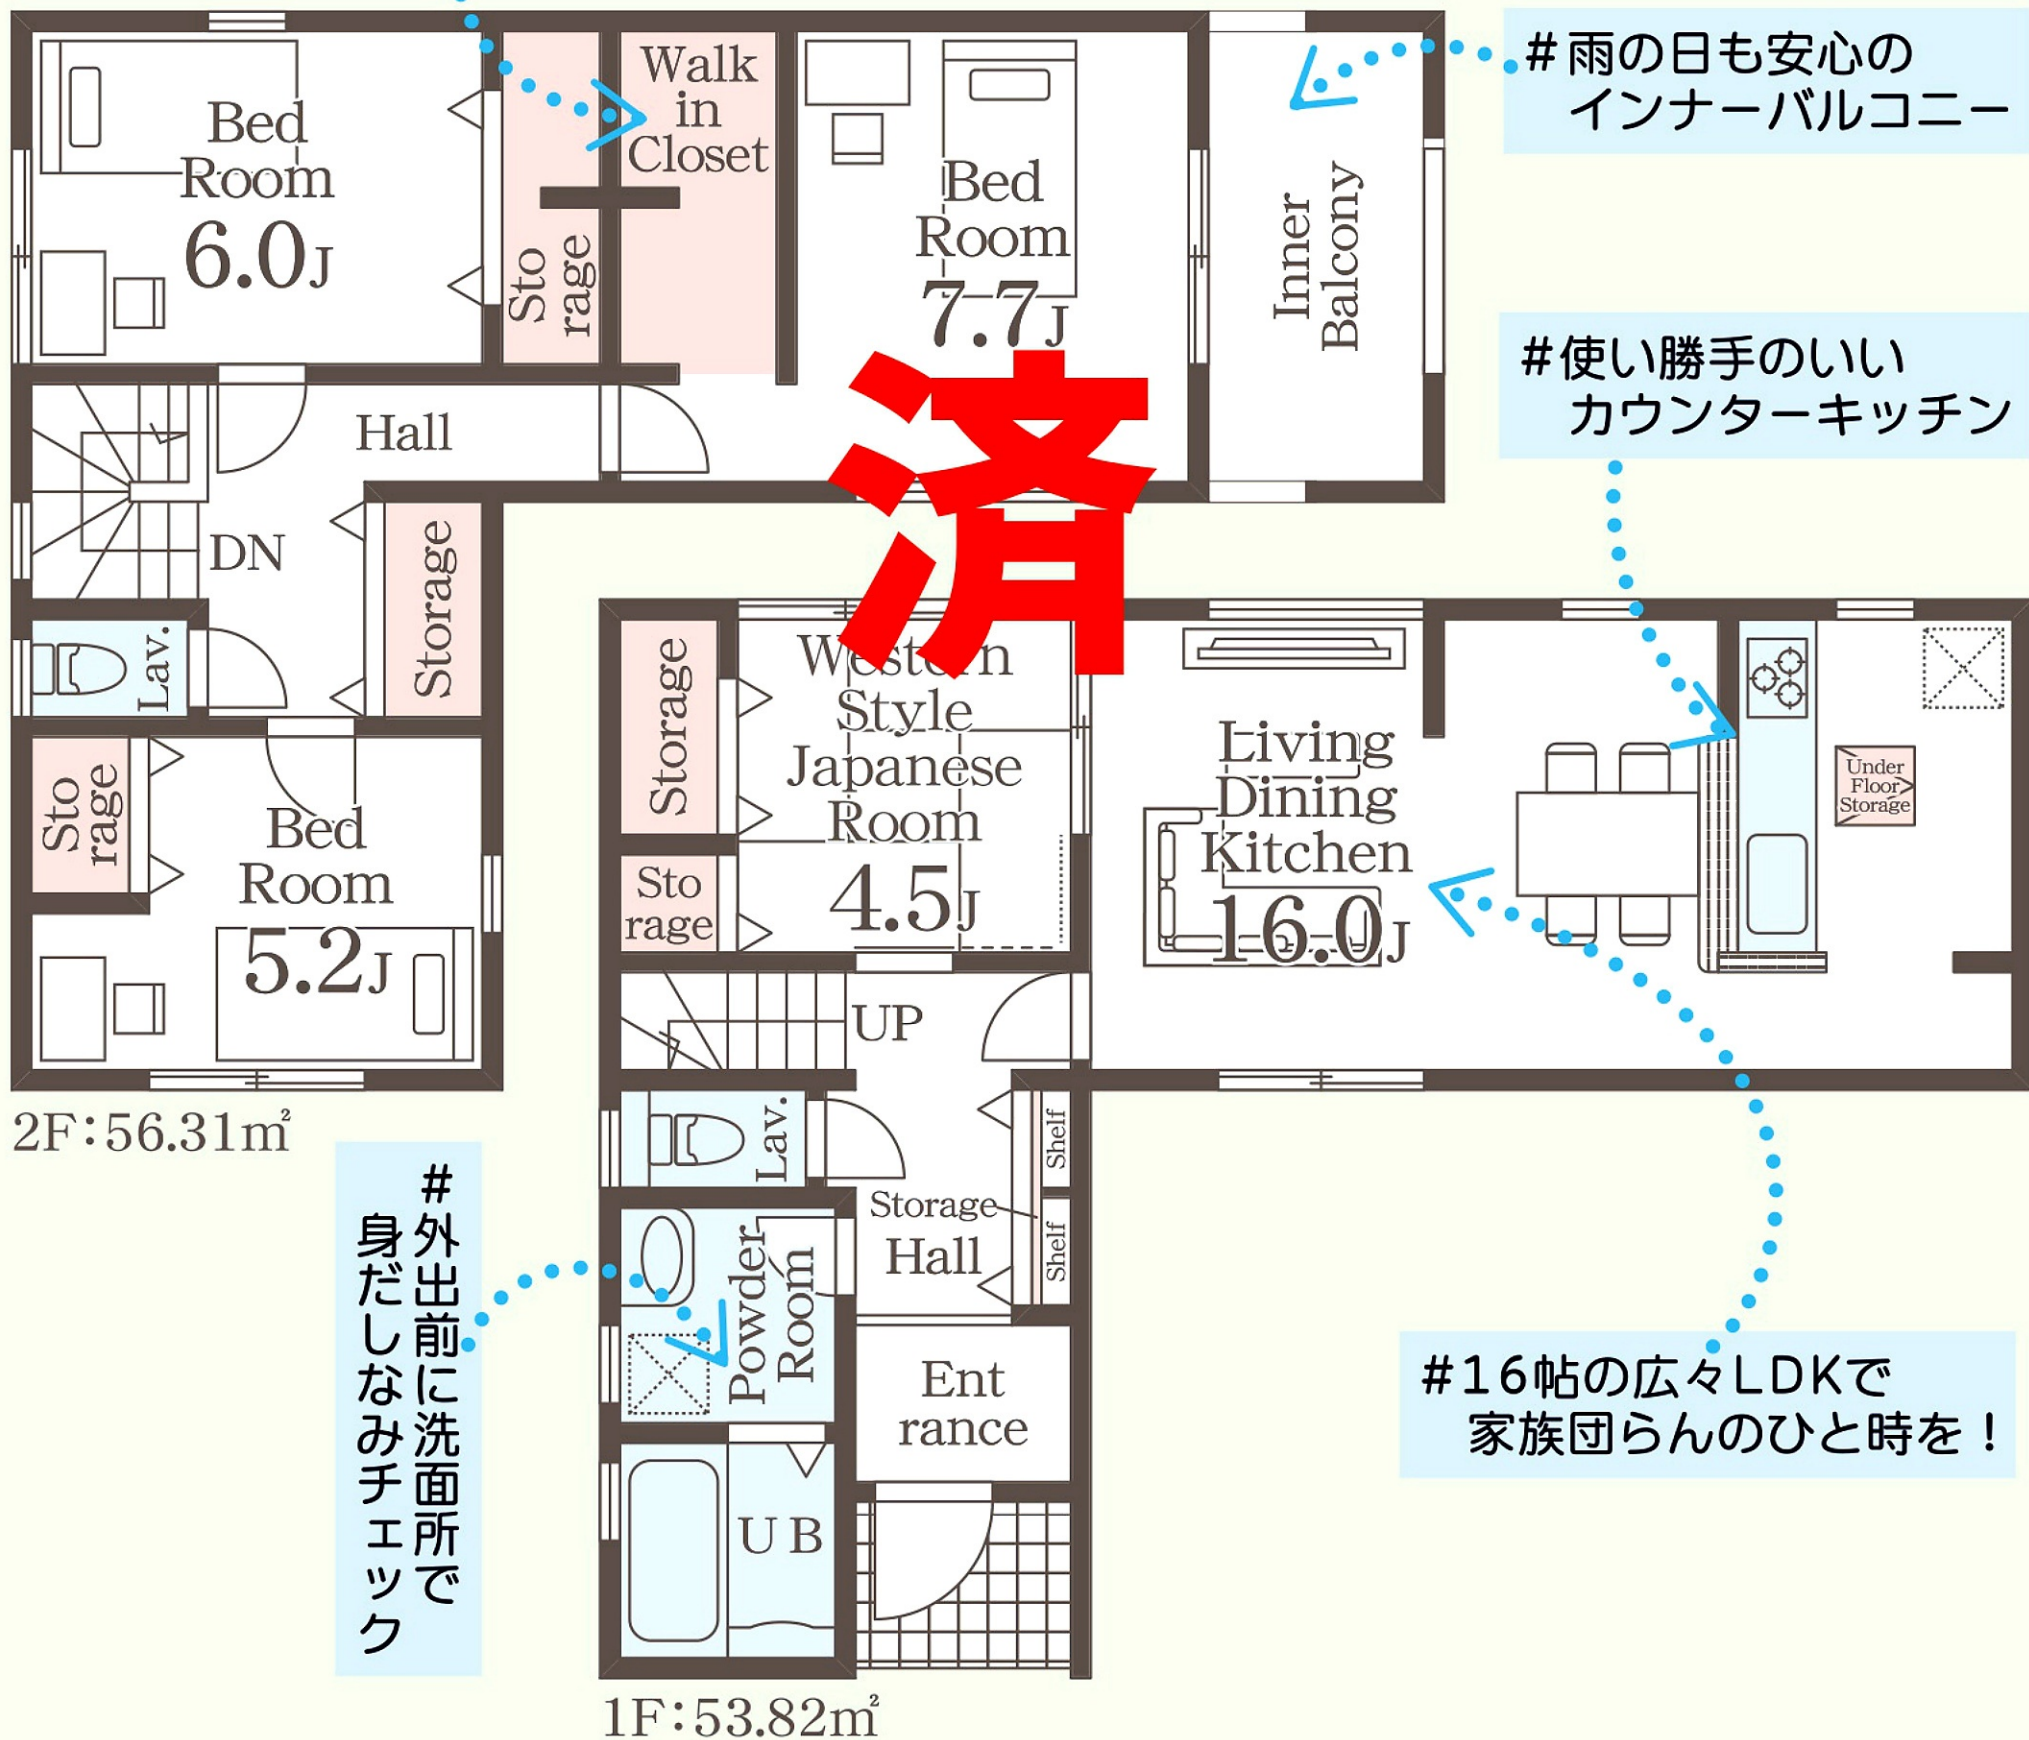 Bed
Room
6.0J
Sto
rage
Walk
in
Closet
Bed
Room
7.7J
Inner
Balcony
#雨の日も安心の
インナーバルコニー
#使い勝手のいい
カウンターキッチン
済
Hall
DN
Storage
Lav.
Sto
rage
Bed
Room
5.2J
2F:56.31㎡
Storage
Western
Style
Japanese
Room
4.5J
Sto
rage
Living
Dining
Kitchen
16.0J
Under
Floor
Storage
UP
Lav.
Shelf
Shelf
Storage
Hall
Powder
Room
Ent
rance
UB
1F:53.82㎡
#外出前に洗面所で
身だしなみチェック
#16帖の広々LDKで
家族団らんのひと時を!